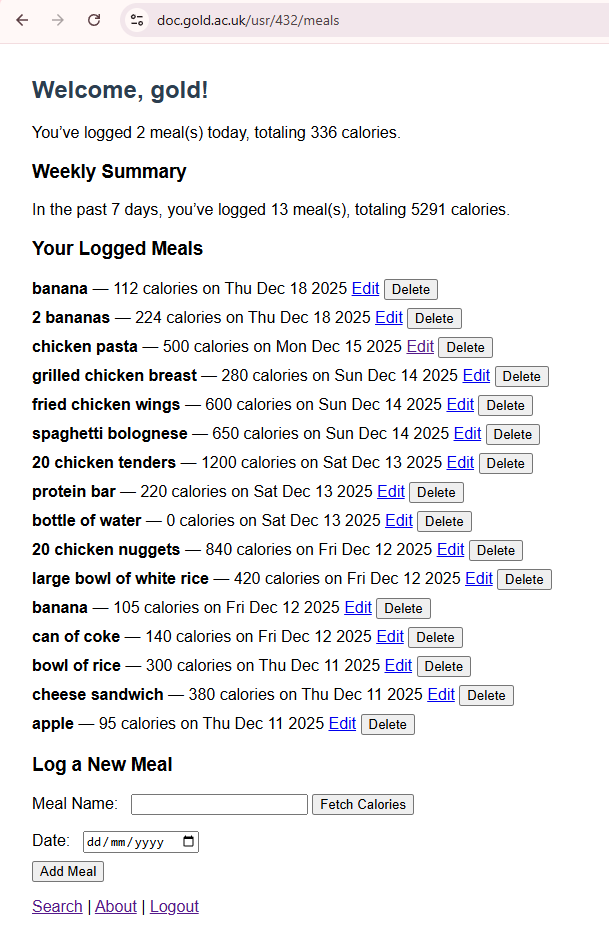 doc.gold.ac.uk/usr/432/meals
Welcome, gold!
You’ve logged 2 meal(s) today, totaling 336 calories.
Weekly Summary
In the past 7 days, you’ve logged 13 meal(s), totaling 5291 calories.
Your Logged Meals
banana — 112 calories on Thu Dec 18 2025 Edit Delete
2 bananas — 224 calories on Thu Dec 18 2025 Edit Delete
chicken pasta — 500 calories on Mon Dec 15 2025 Edit Delete
grilled chicken breast — 280 calories on Sun Dec 14 2025 Edit Delete
fried chicken wings — 600 calories on Sun Dec 14 2025 Edit Delete
spaghetti bolognese — 650 calories on Sun Dec 14 2025 Edit Delete
20 chicken tenders — 1200 calories on Sat Dec 13 2025 Edit Delete
protein bar — 220 calories on Sat Dec 13 2025 Edit Delete
bottle of water — 0 calories on Sat Dec 13 2025 Edit Delete
20 chicken nuggets — 840 calories on Fri Dec 12 2025 Edit Delete
large bowl of white rice — 420 calories on Fri Dec 12 2025 Edit Delete
banana — 105 calories on Fri Dec 12 2025 Edit Delete
can of coke — 140 calories on Fri Dec 12 2025 Edit Delete
bowl of rice — 300 calories on Thu Dec 11 2025 Edit Delete
cheese sandwich — 380 calories on Thu Dec 11 2025 Edit Delete
apple — 95 calories on Thu Dec 11 2025 Edit Delete
Log a New Meal
Meal Name: Fetch Calories
Date: dd/mm/yyyy
Add Meal
Search | About | Logout